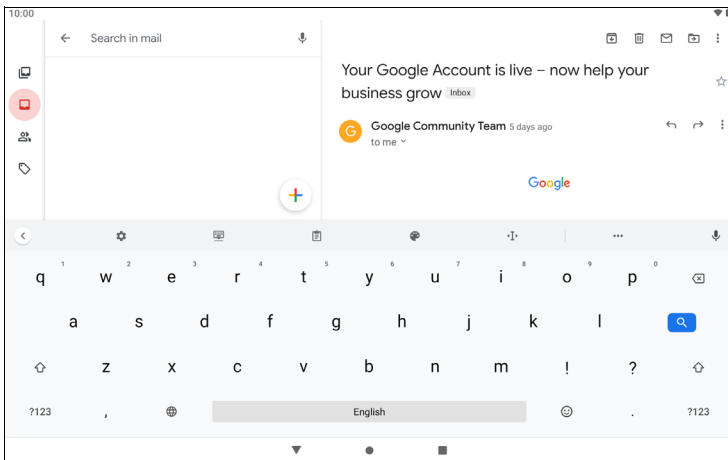 10:00
Search in mail
Your Google Account is live – now help your
business grow Inbox
G
Google Community Team 5 days ago
to me
Google
q 1 w 2 e 3 r 4 t 5 y 6 u 7 i 8 o 9 p 0
a s d f g h j k l
z x c v b n m ! ?
?123 , English . ?123